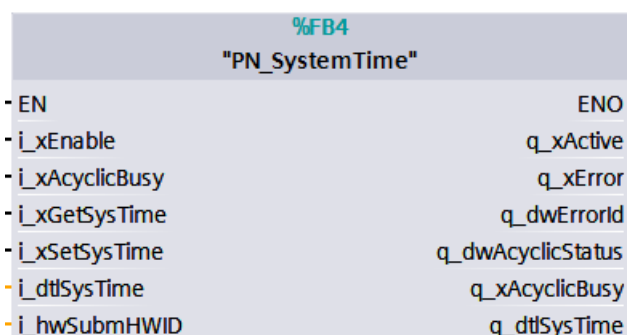 %FB4
"PN_SystemTime"
EN ENO
i_xEnable q_xActive
i_xAcyclicBusy q_xError
i_xGetSysTime q_dwErrorId
i_xSetSysTime q_dwAcyclicStatus
i_dtlSysTime q_xAcyclicBusy
i_hwSubmHWID q_dtlSysTime